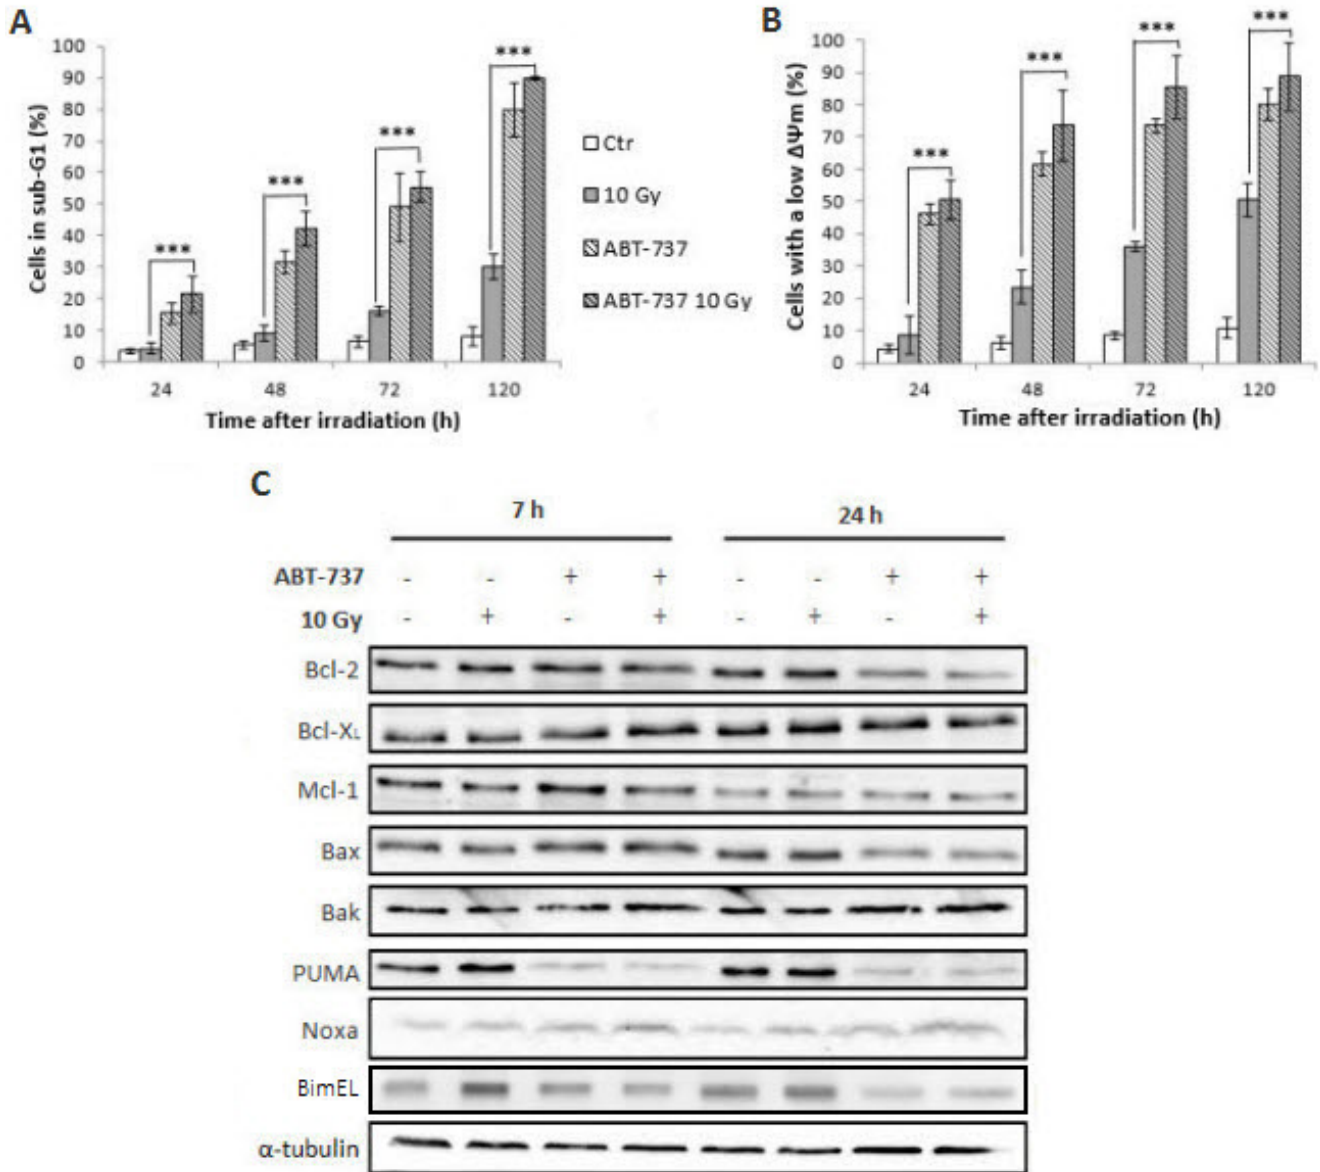 A
Cells in sub-G1 (%)
100
90
80
70
60
50
40
30
20
10
0
***
***
***
***
24 48 72 120
Time after irradiation (h)
Ctr
10 Gy
ABT-737
ABT-737 10 Gy
B
Cells with a low ΔΨm (%)
100
90
80
70
60
50
40
30
20
10
0
***
***
***
***
24 48 72 120
Time after irradiation (h)
C
7 h 24 h
ABT-737 - - + + - - + +
10 Gy - + - + - + - +
Bcl-2
Bcl-XL
Mcl-1
Bax
Bak
PUMA
Noxa
BimEL
α-tubulin